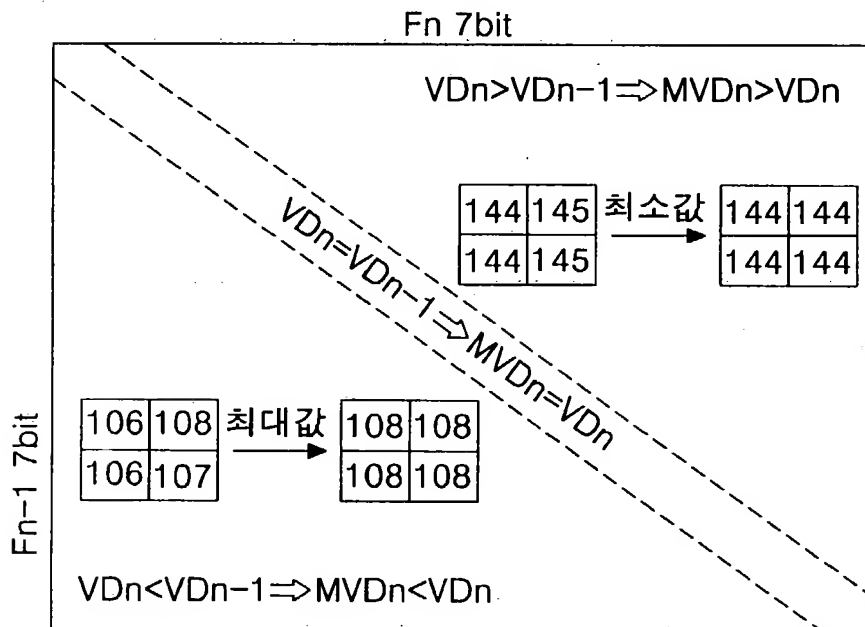 Fn 7bit
VDn>VDn-1⇒MVDn>VDn
144 145 최소값 144 144
144 145 144 144
VDn=VDn-1⇒MVDn=VDn
106 108 최대값 108 108
106 107 108 108
Fn-1 7bit
VDn<VDn-1⇒MVDn<VDn